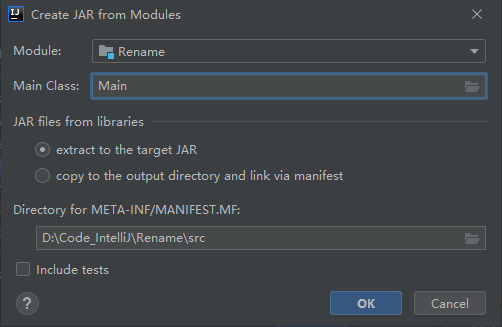 IJ Create JAR from Modules
Module: Rename
Main Class: Main
JAR files from libraries
extract to the target JAR
copy to the output directory and link via manifest
Directory for META-INF/MANIFEST.MF:
D:\Code_IntelliJ\Rename\src
Include tests
? OK Cancel